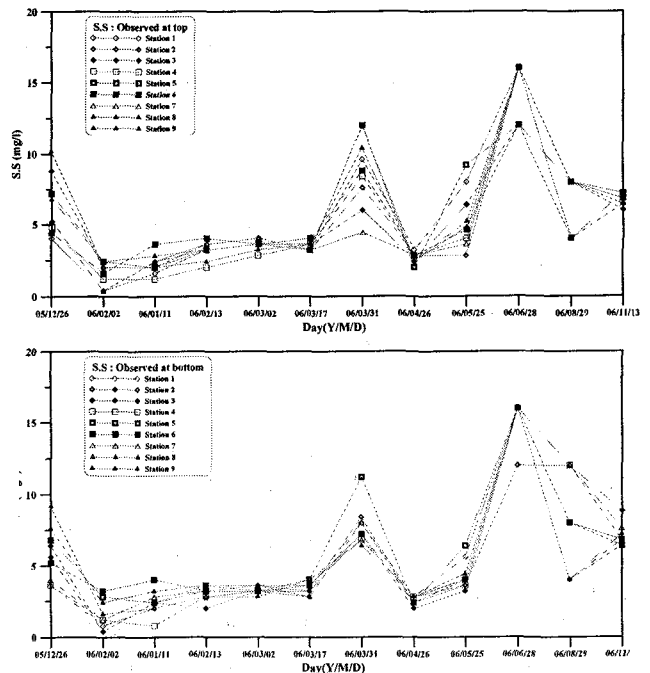 20
15
10
5
0
S.S (mg/l)
S.S : Observed at top
Station 1
Station 2
Station 3
Station 4
Station 5
Station 6
Station 7
Station 8
Station 9
05/12/26 06/02/02 06/01/11 06/02/13 06/03/02 06/03/17 06/03/31 06/04/26 06/05/25 06/06/28 06/08/29 06/11/13
Day(Y/M/D)
20
15
10
5
0
S.S : Observed at bottom
Station 1
Station 2
Station 3
Station 4
Station 5
Station 6
Station 7
Station 8
Station 9
05/12/26 06/02/02 06/01/11 06/02/13 06/03/02 06/03/17 06/03/31 06/04/26 06/05/25 06/06/28 06/08/29 06/11/
Day(Y/M/D)